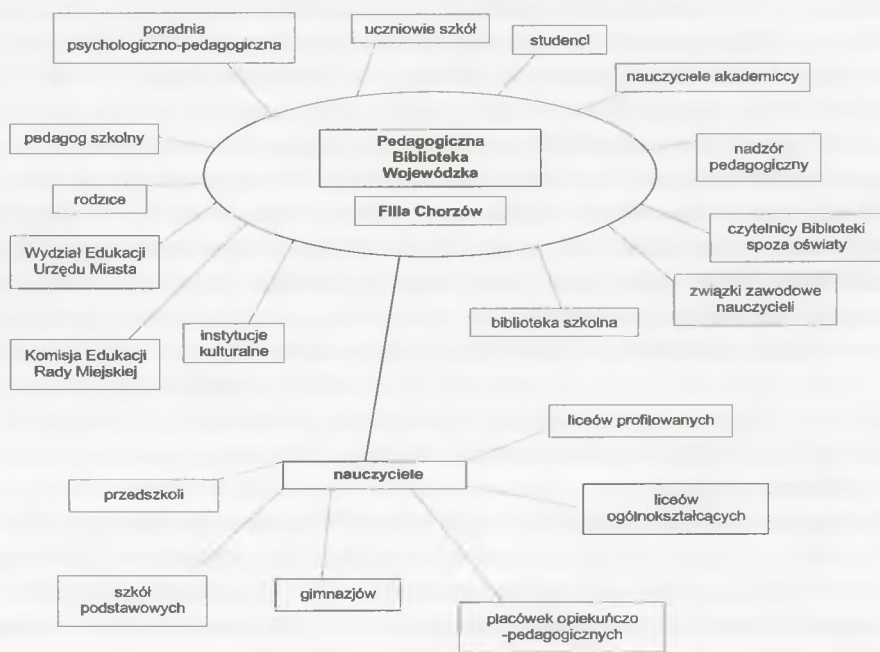 poradnia
psychologiczno-pedagogiczna
uczniowie szkół
studenci
nauczyciele akademiccy
pedagog szkolny
Pedagogiczna
Biblioteka
Wojewódzka
nadzór
pedagogiczny
rodzice
Filia Chorzów
czytelnicy Biblioteki
spoza oświaty
Wydział Edukacji
Urzędu Miasta
związki zawodowe
nauczycieli
biblioteka szkolna
instytucje
kulturalne
Komisja Edukacji
Rady Miejskiej
liceów profilowanych
nauczyciele
przedszkoli
liceów
ogólnokształcących
szkół
podstawowych
gimnazjów
placówek opiekuńczo
-pedagogicznych